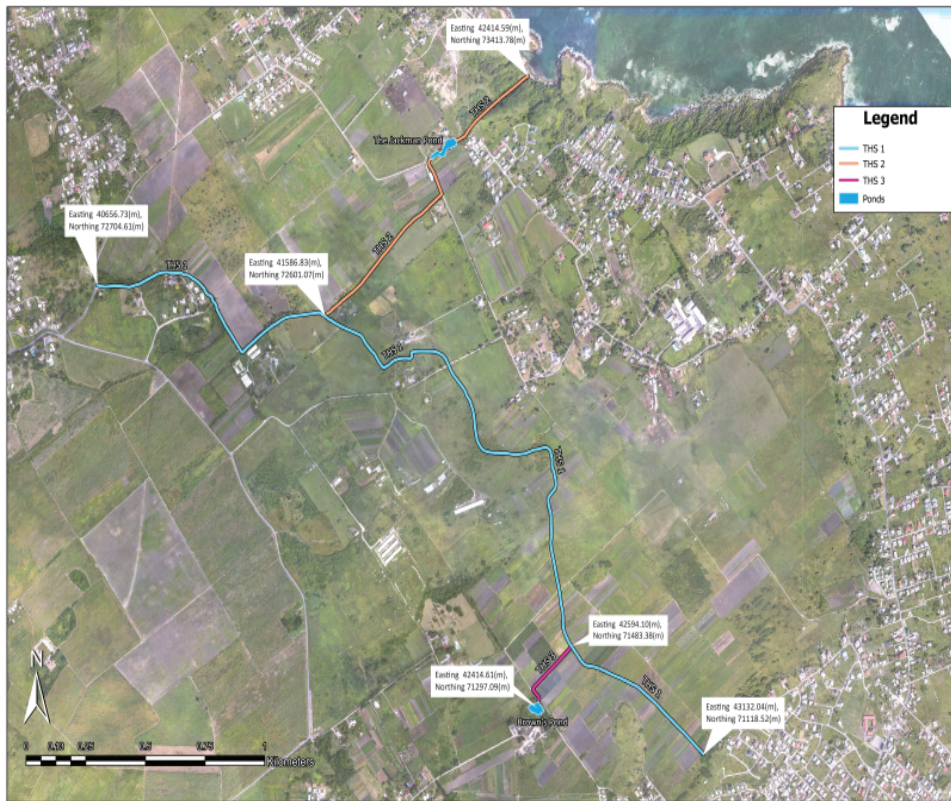 Easting 42414.59(m),
Northing 73413.78(m)
THS 2
The Jackman Pond
Legend
THS 1
THS 2
THS 3
Ponds
Easting 40656.73(m),
Northing 72704.61(m)
THS 1
THS 2
Easting 41586.83(m),
Northing 72601.07(m)
THS 1
THS 1
Easting 42594.10(m),
Northing 71483.38(m)
THS 3
Easting 42414.61(m),
Northing 71297.09(m)
THS 1
Brown's Pond
Easting 43132.04(m),
Northing 71118.52(m)
N
0 0.13 0.25 0.5 0.75 1
Kilometers